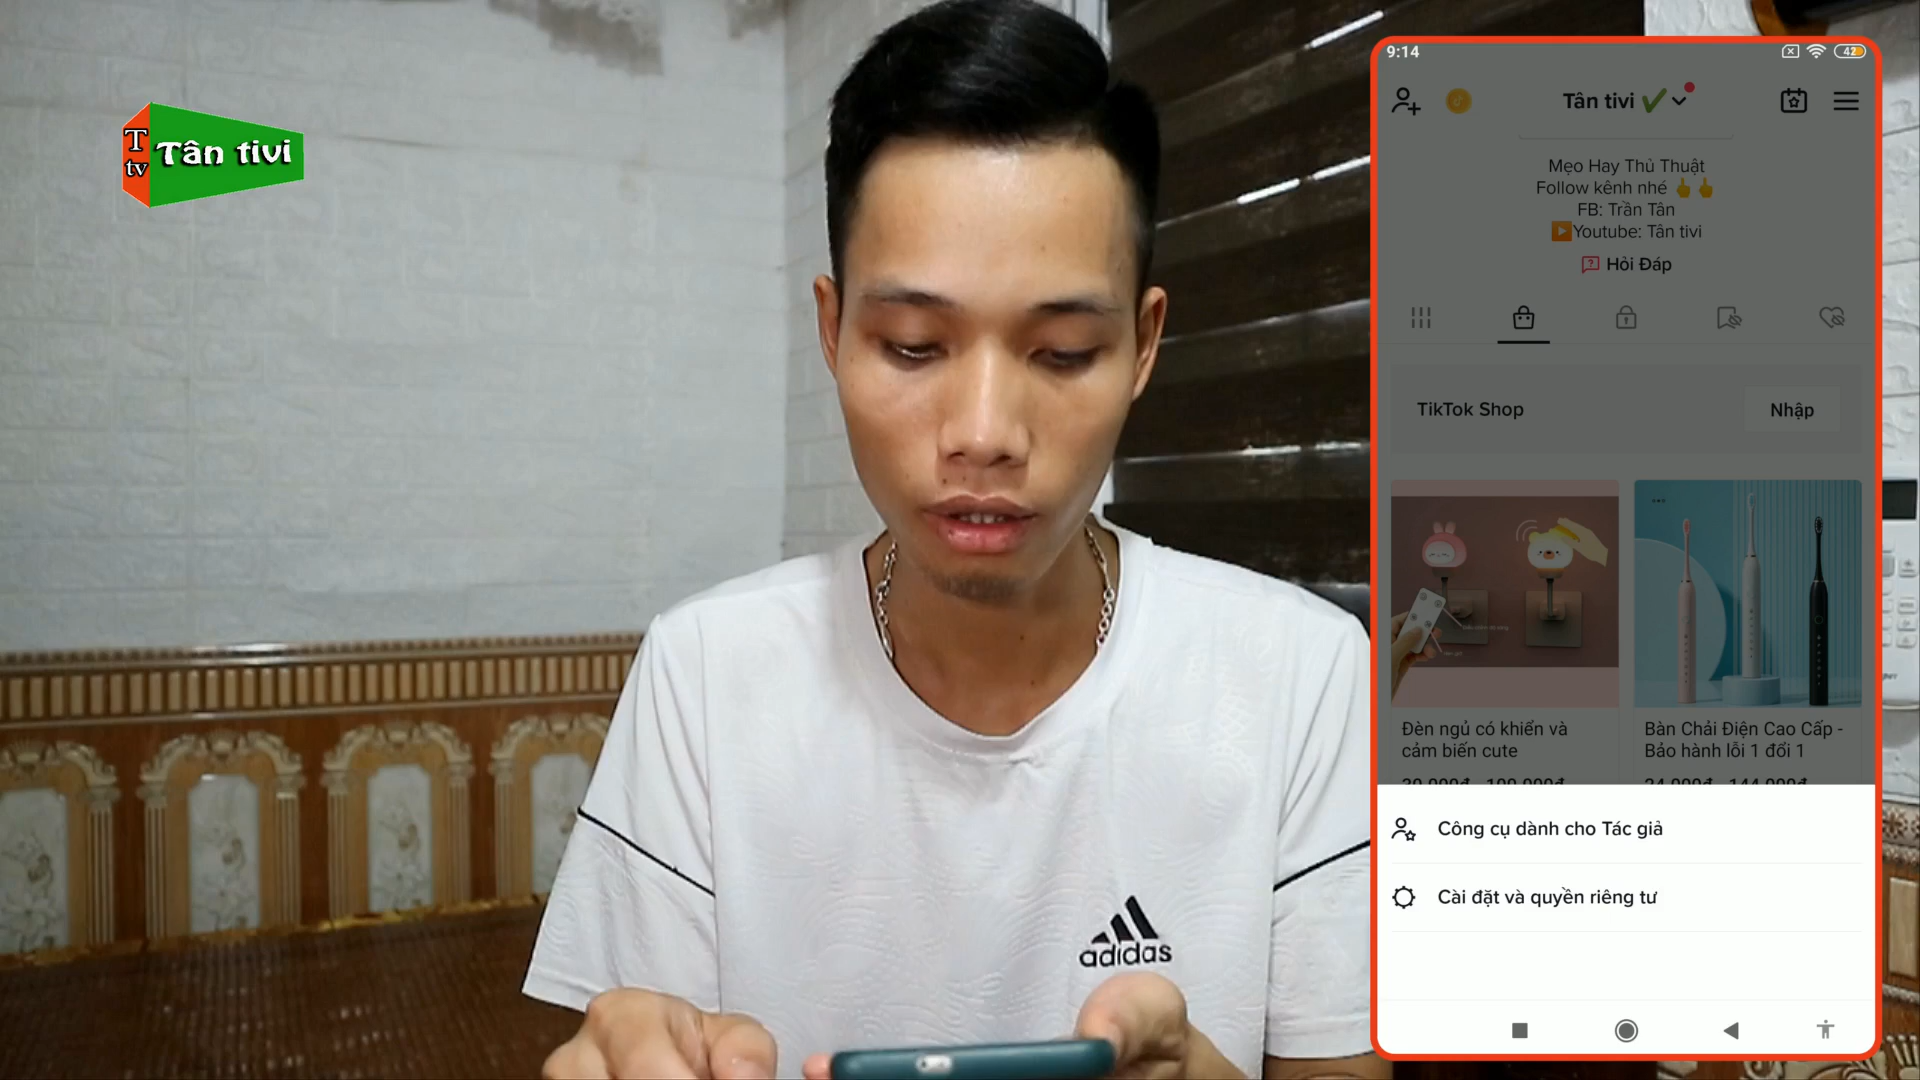 T
tv
Tân tivi
adidas
9:14
42
Tân tivi
Mẹo Hay Thủ Thuật
Follow kênh nhé
FB: Trần Tân
Youtube: Tân tivi
Hỏi Đáp
TikTok Shop
Nhập
Đèn ngủ có khiển và
cảm biến cute
Bàn Chải Điện Cao Cấp -
Bảo hành lỗi 1 đổi 1
Công cụ dành cho Tác giả
Cài đặt và quyền riêng tư